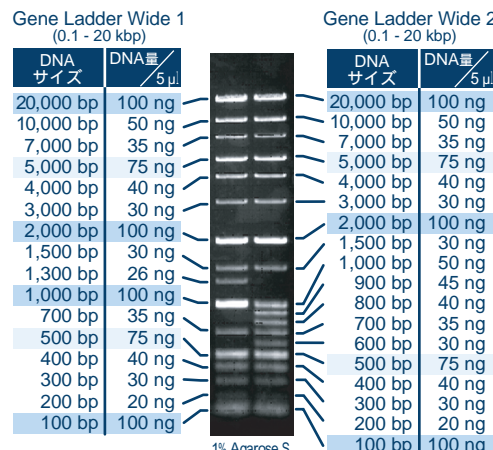 Gene Ladder Wide 1
(0.1 - 20 kbp)
DNA サイズ DNA量/5 µl
20,000 bp 100 ng
10,000 bp 50 ng
7,000 bp 35 ng
5,000 bp 75 ng
4,000 bp 40 ng
3,000 bp 30 ng
2,000 bp 100 ng
1,500 bp 30 ng
1,300 bp 26 ng
1,000 bp 100 ng
700 bp 35 ng
500 bp 75 ng
400 bp 40 ng
300 bp 30 ng
200 bp 20 ng
100 bp 100 ng
1% Agarose S
Gene Ladder Wide 2
(0.1 - 20 kbp)
DNA サイズ DNA量/5 µl
20,000 bp 100 ng
10,000 bp 50 ng
7,000 bp 35 ng
5,000 bp 75 ng
4,000 bp 40 ng
3,000 bp 30 ng
2,000 bp 100 ng
1,500 bp 30 ng
1,000 bp 50 ng
900 bp 45 ng
800 bp 40 ng
700 bp 35 ng
600 bp 30 ng
500 bp 75 ng
400 bp 40 ng
300 bp 30 ng
200 bp 20 ng
100 bp 100 ng